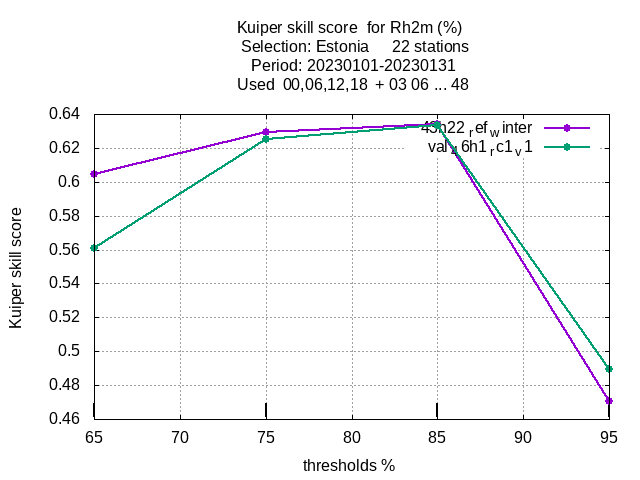 Kuiper skill score  for Rh2m (%)
Selection: Estonia     22 stations
Period: 20230101-20230131
Used  00,06,12,18  + 03 06 ... 48
0.64
0.62
0.6
0.58
0.56
0.54
0.52
0.5
0.48
0.46
Kuiper skill score
ref_winter
rc1_v1
65
70
75
80
85
90
95
thresholds %